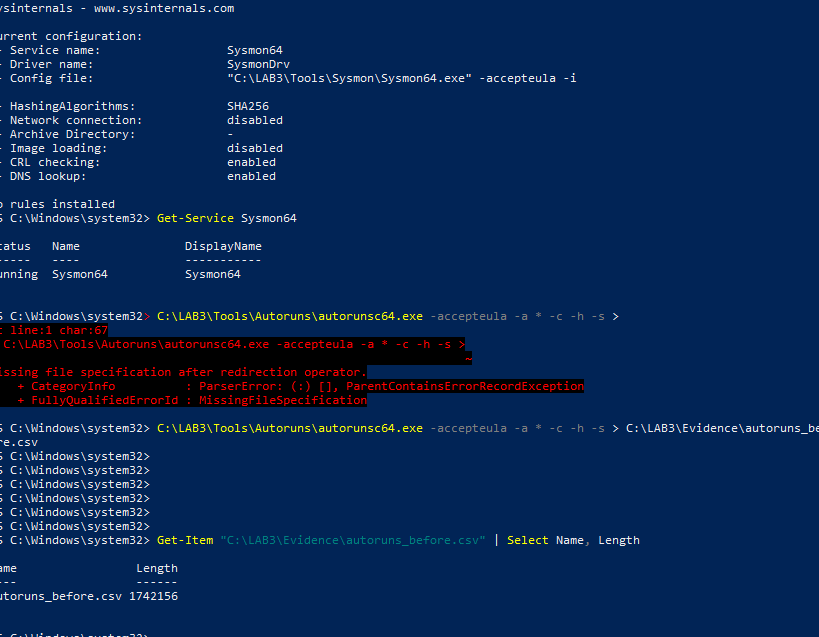 ysinternals - www.sysinternals.com
urrent configuration:
- Service name: Sysmon64
- Driver name: SysmonDrv
- Config file: "C:\LAB3\Tools\Sysmon\Sysmon64.exe" -accepteula -i
- HashingAlgorithms: SHA256
- Network connection: disabled
- Archive Directory: -
- Image loading: disabled
- CRL checking: enabled
- DNS lookup: enabled
o rules installed
S C:\Windows\system32> Get-Service Sysmon64
tatus Name DisplayName
----- ---- -----------
unning Sysmon64 Sysmon64
S C:\Windows\system32> C:\LAB3\Tools\Autoruns\autorunsc64.exe -accepteula -a * -c -h -s >
t line:1 char:67
C:\LAB3\Tools\Autoruns\autorunsc64.exe -accepteula -a * -c -h -s >
~
issing file specification after redirection operator.
+ CategoryInfo : ParserError: (:) [], ParentContainsErrorRecordException
+ FullyQualifiedErrorId : MissingFileSpecification
S C:\Windows\system32> C:\LAB3\Tools\Autoruns\autorunsc64.exe -accepteula -a * -c -h -s > C:\LAB3\Evidence\autoruns_be
re.csv
S C:\Windows\system32>
S C:\Windows\system32>
S C:\Windows\system32>
S C:\Windows\system32>
S C:\Windows\system32>
S C:\Windows\system32>
S C:\Windows\system32> Get-Item "C:\LAB3\Evidence\autoruns_before.csv" | Select Name, Length
ame Length
--- ------
utoruns_before.csv 1742156
S C:\Windows\system32>